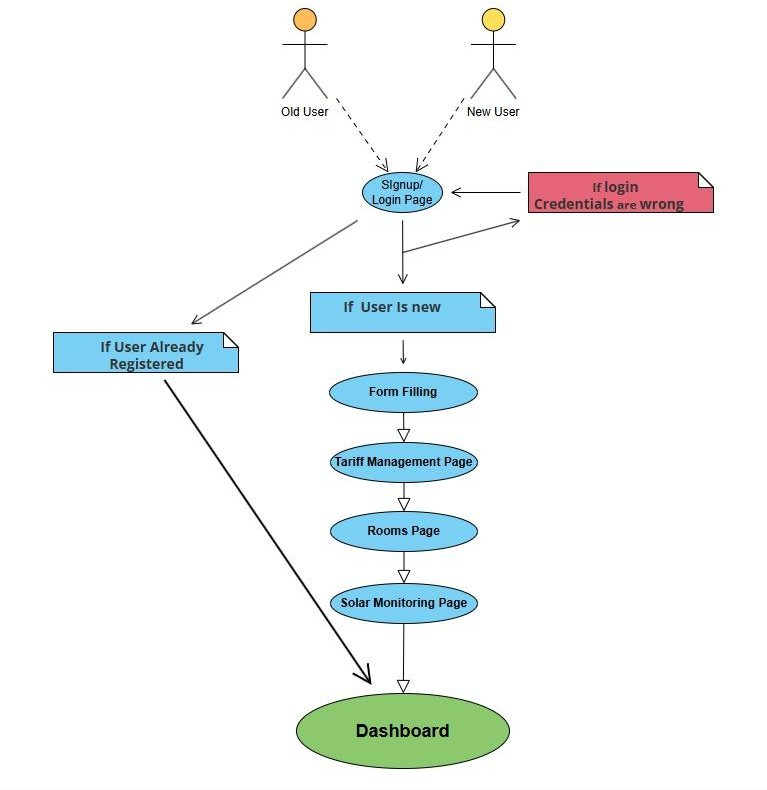 Old User
New User
SIgnup/
Login Page
If login
Credentials are wrong
If User Is new
If User Already
Registered
Form Filling
Tariff Management Page
Rooms Page
Solar Monitoring Page
Dashboard